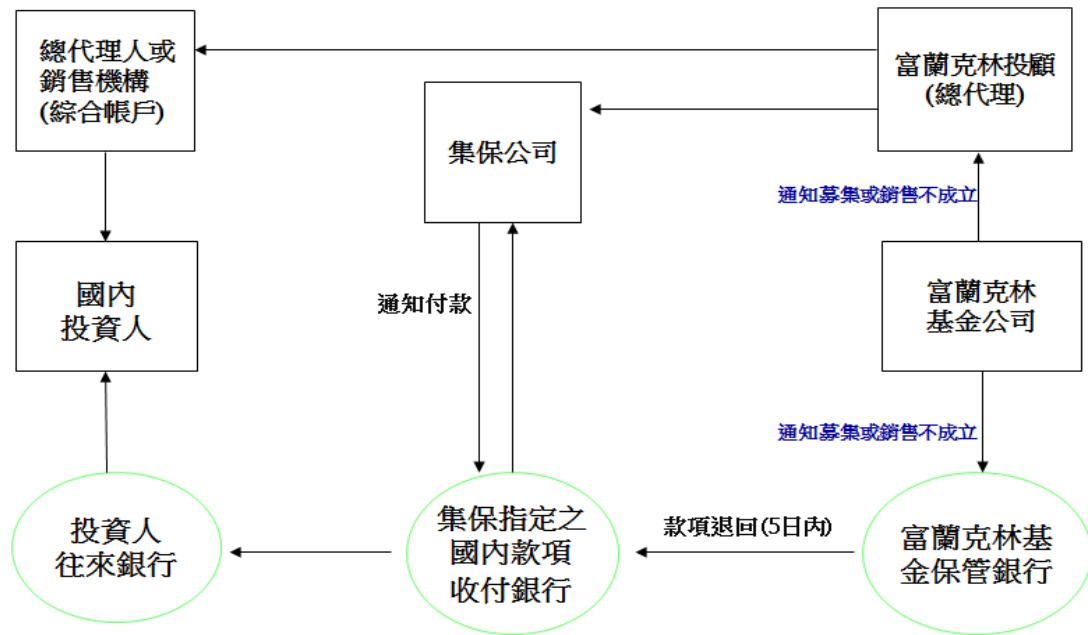 總代理人或
銷售機構
(綜合帳戶)
富蘭克林投顧
(總代理)
集保公司
通知募集或銷售不成立
國內
投資人
通知付款
富蘭克林
基金公司
通知募集或銷售不成立
投資人
往來銀行
集保指定之
國內款項
收付銀行
款項退回(5日內)
富蘭克林基
金保管銀行